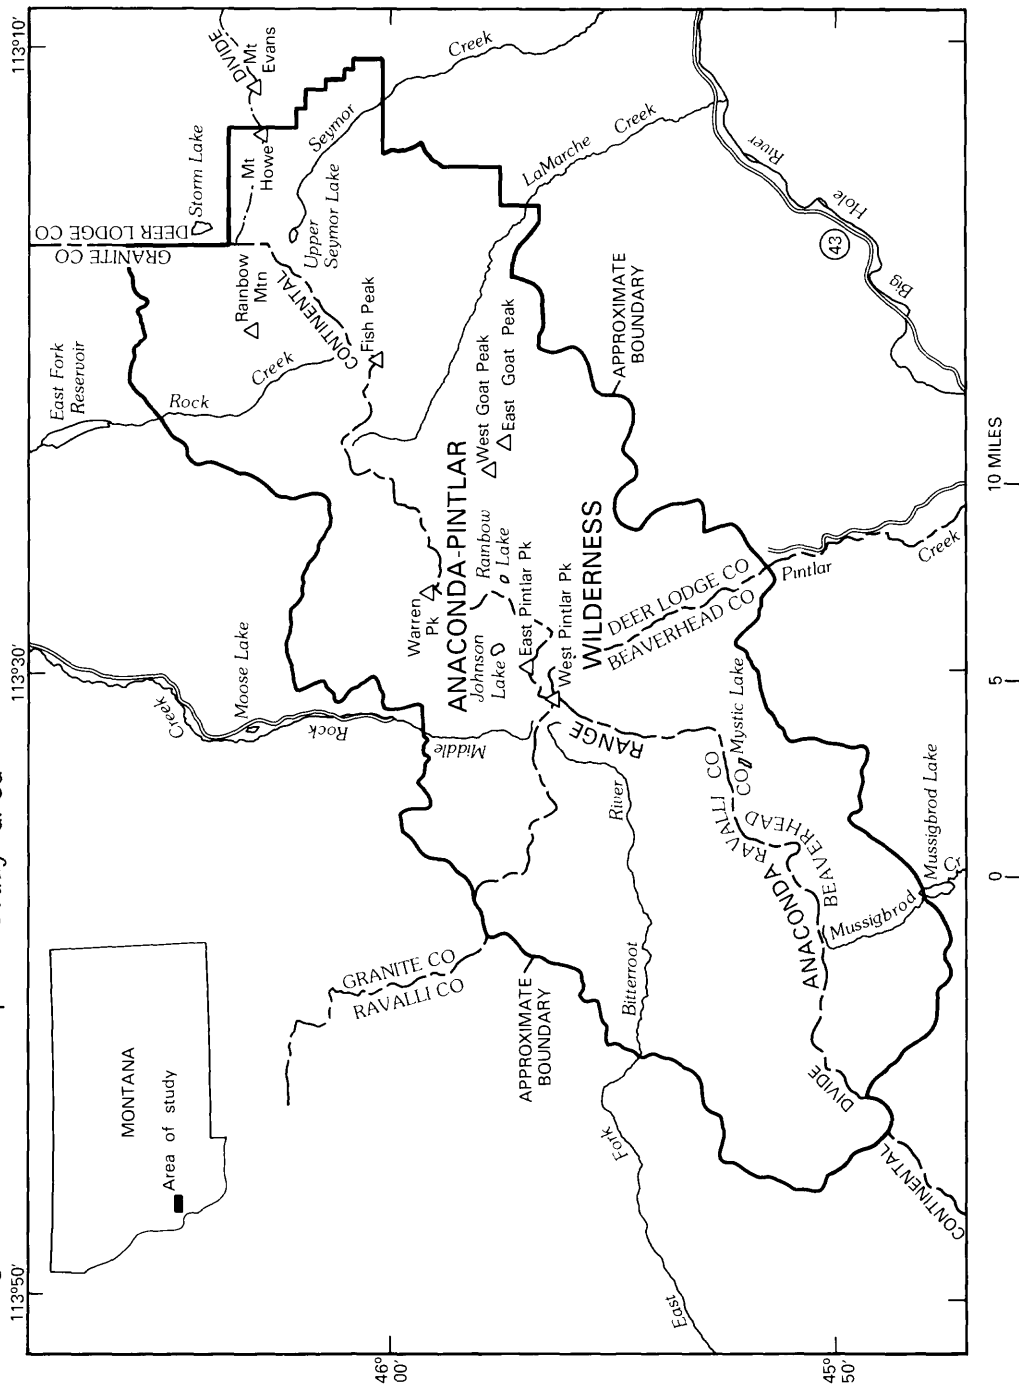 113°50'
113°30'
113°10'
MONTANA
Area of study
East Fork
Reservoir
Rock
Creek
GRANITE CO
DEER LODGE CO
Storm Lake
DIVIDE
Mt
Evans
Mt
Howe
Rainbow
Mtn
CONTINENTAL
Upper
Seymor Lake
Seymor
Creek
Fish Peak
Creek
Moose Lake
Rock
Middle
GRANITE CO
RAVALLI CO
46°
00'
Warren
Pk
ANACONDA-PINTLAR
West Goat Peak
East Goat Peak
LaMarche
Creek
Rainbow
Lake
Johnson
Lake
East Pintlar Pk
West Pintlar Pk
WILDERNESS
APPROXIMATE
BOUNDARY
APPROXIMATE
BOUNDARY
RANGE
River
Bitterroot
Fork
East
DEER LODGE CO
BEAVERHEAD CO
Pintlar
Creek
Mystic Lake
RAVALLI CO
BEAVERHEAD CO
ANACONDA
Mussigbrod
Mussigbrod Lake
Cr
DIVIDE
CONTINENTAL
43
Big
Hole
River
45°
50'
0
5
10 MILES